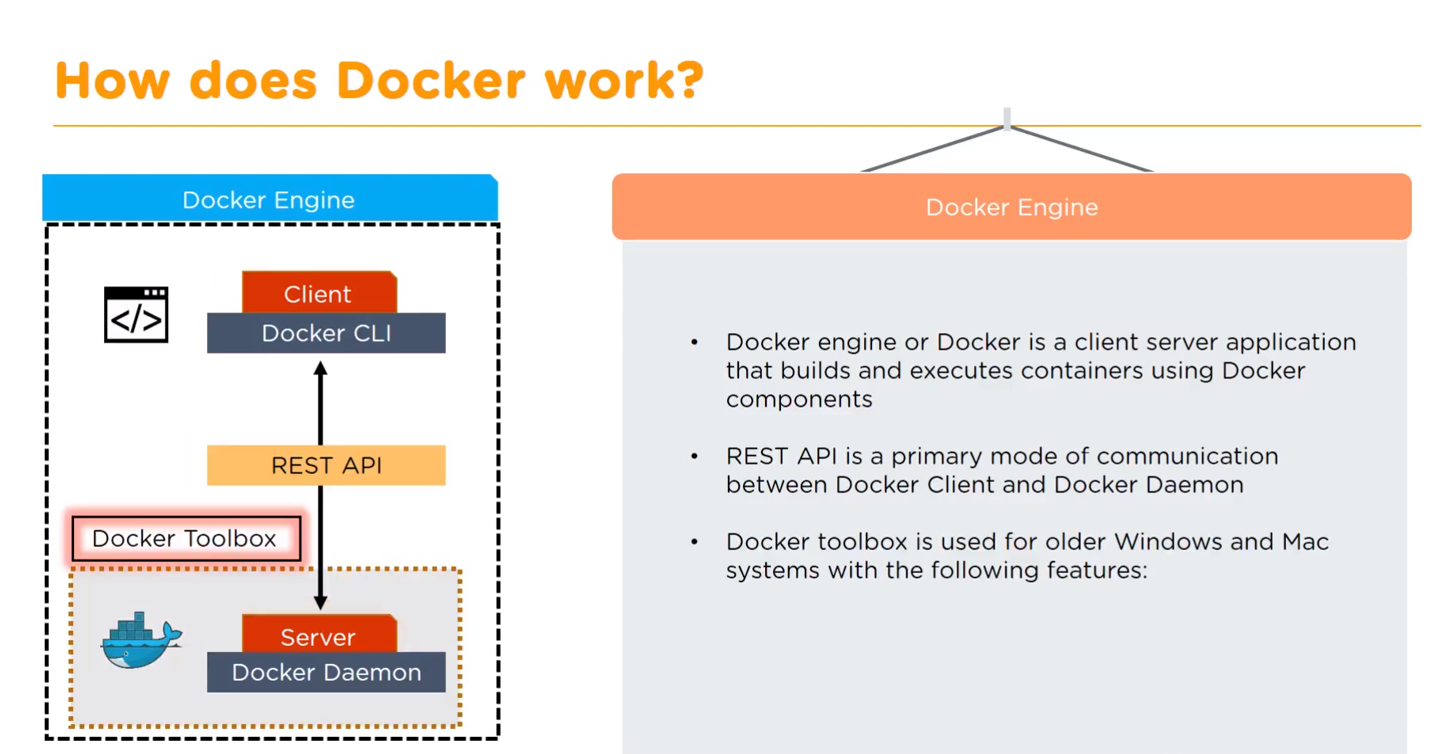 How does Docker work?
Docker Engine
Client
Docker CLI
</>
REST API
Docker Toolbox
Server
Docker Daemon
Docker Engine
• Docker engine or Docker is a client server application
that builds and executes containers using Docker
components
• REST API is a primary mode of communication
between Docker Client and Docker Daemon
• Docker toolbox is used for older Windows and Mac
systems with the following features: